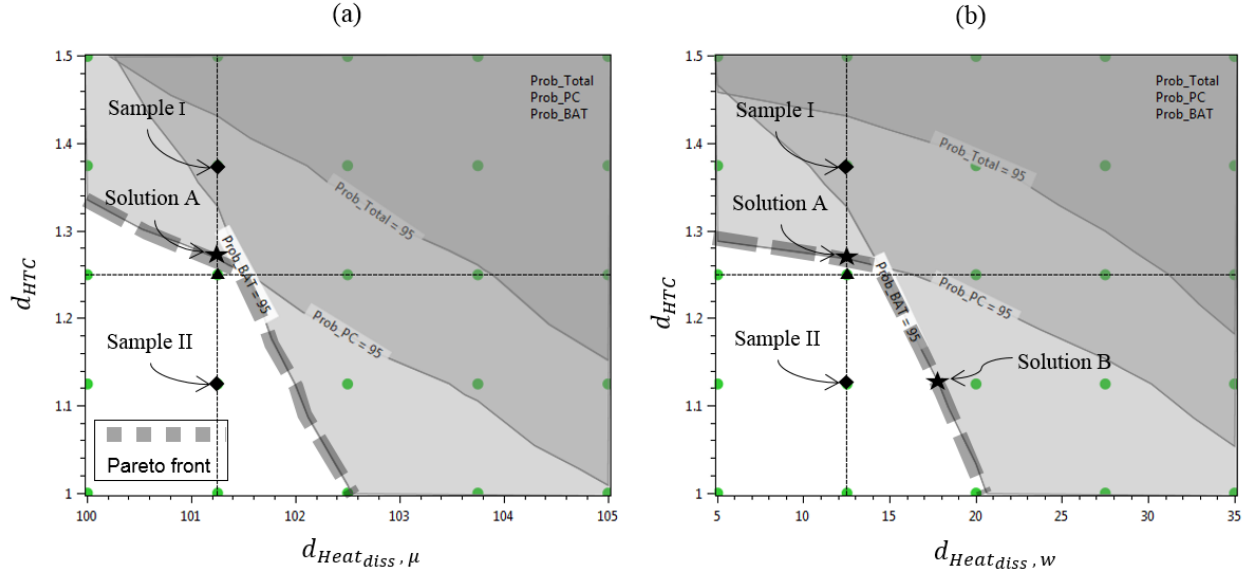 (a)
1.5
1.4
1.3
1.2
1.1
1
d_HTC
Prob_Total
Prob_PC
Prob_BAT
Sample I
Solution A
Sample II
Prob_Total = 95
Prob_BAT = 95
Prob_PC = 95
Pareto front
100 101 102 103 104 105
d_Heat_diss, μ
(b)
1.5
1.4
1.3
1.2
1.1
1
d_HTC
Prob_Total
Prob_PC
Prob_BAT
Sample I
Solution A
Sample II
Solution B
Prob_Total = 95
Prob_PC = 95
Prob_BAT = 95
5 10 15 20 25 30 35
d_Heat_diss, w